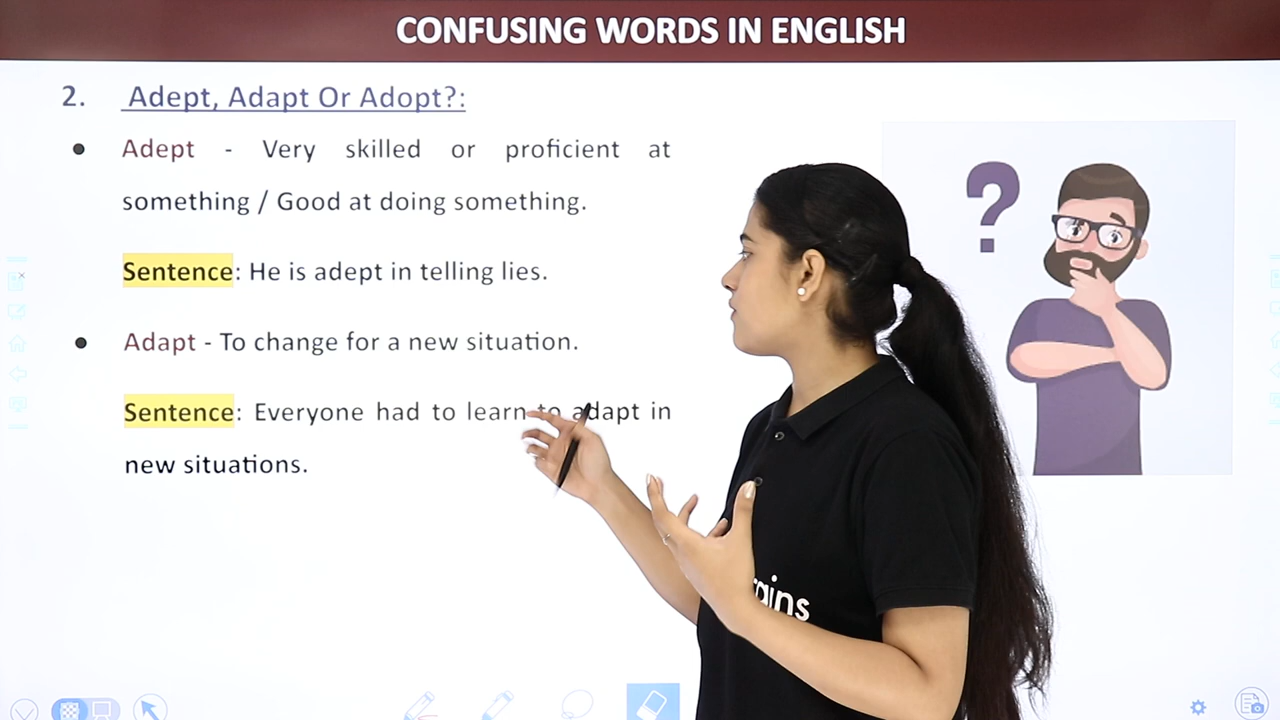 CONFUSING WORDS IN ENGLISH
2. Adept, Adapt Or Adopt?:
• Adept - Very skilled or proficient at
something / Good at doing something.
?
Sentence: He is adept in telling lies.
• Adapt - To change for a new situation.
Sentence: Everyone had to learn to adapt in
new situations.